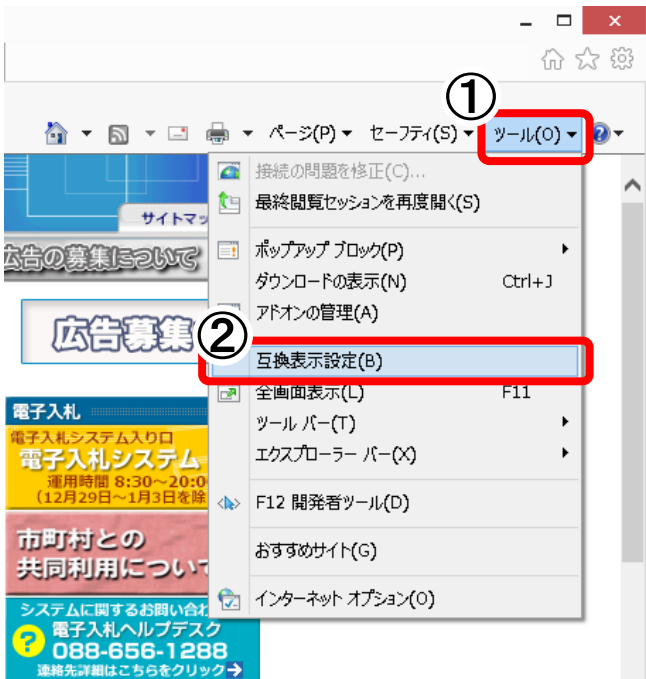 ①
ページ(P) セーフティ(S) ツール(O)
接続の問題を修正(C)...
最終閲覧セッションを再度開く(S)
サイトマッ
広告の募集について
ポップアップ ブロック(P)
ダウンロードの表示(N) Ctrl+J
アドオンの管理(A)
広告募集
②
互換表示設定(B)
全画面表示(L) F11
ツール バー(T)
エクスプローラー バー(X)
F12 開発者ツール(D)
おすすめサイト(G)
インターネット オプション(O)
電子入札
電子入札システム入り口
電子入札システム
運用時間 8:30～20:0
(12月29日～1月3日を除
市町村との
共同利用について
システムに関するお問い合わ
? 電子入札ヘルプデスク
088-656-1288
連絡先詳細はこちらをクリック